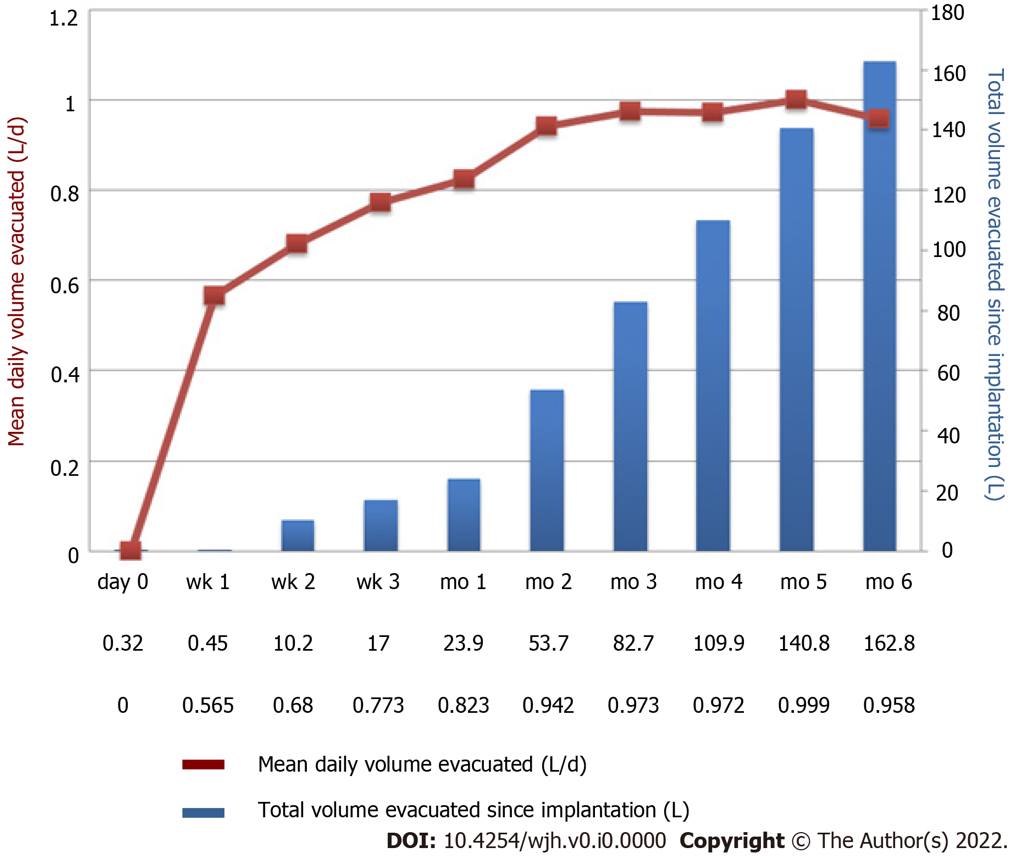 Mean daily volume evacuated (L/d)
1.2
1
0.8
0.6
0.4
0.2
0
180
160
140
120
100
80
60
40
20
0
Total volume evacuated since implantation (L)
day 0 wk 1 wk 2 wk 3 mo 1 mo 2 mo 3 mo 4 mo 5 mo 6
0.32 0.45 10.2 17 23.9 53.7 82.7 109.9 140.8 162.8
0 0.565 0.68 0.773 0.823 0.942 0.973 0.972 0.999 0.958
Mean daily volume evacuated (L/d)
Total volume evacuated since implantation (L)
DOI: 10.4254/wjh.v0.i0.0000 Copyright © The Author(s) 2022.